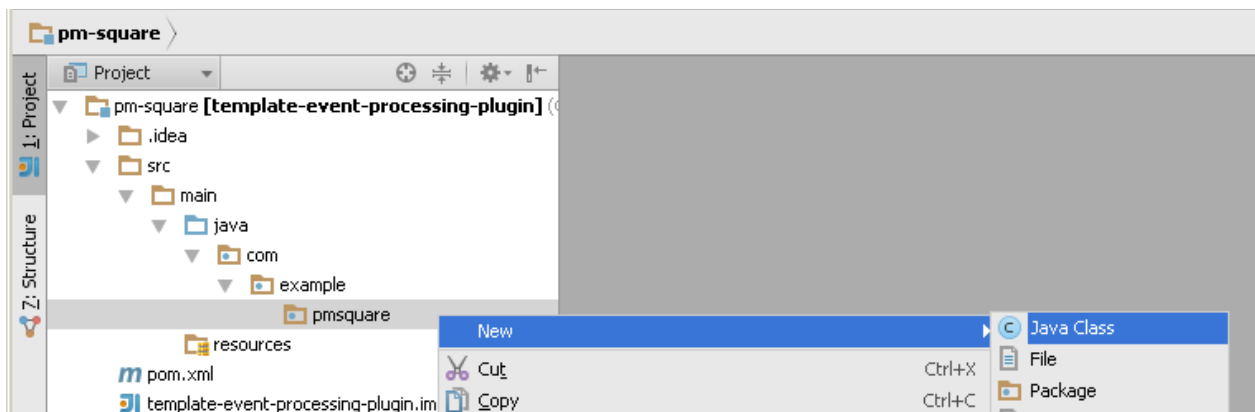 pm-square
1: Project
Project
pm-square [template-event-processing-plugin] (
.idea
src
main
java
com
example
pmsquare
resources
pom.xml
template-event-processing-plugin.im
Z: Structure
New
Cut Ctrl+X
Copy Ctrl+C
Java Class
File
Package